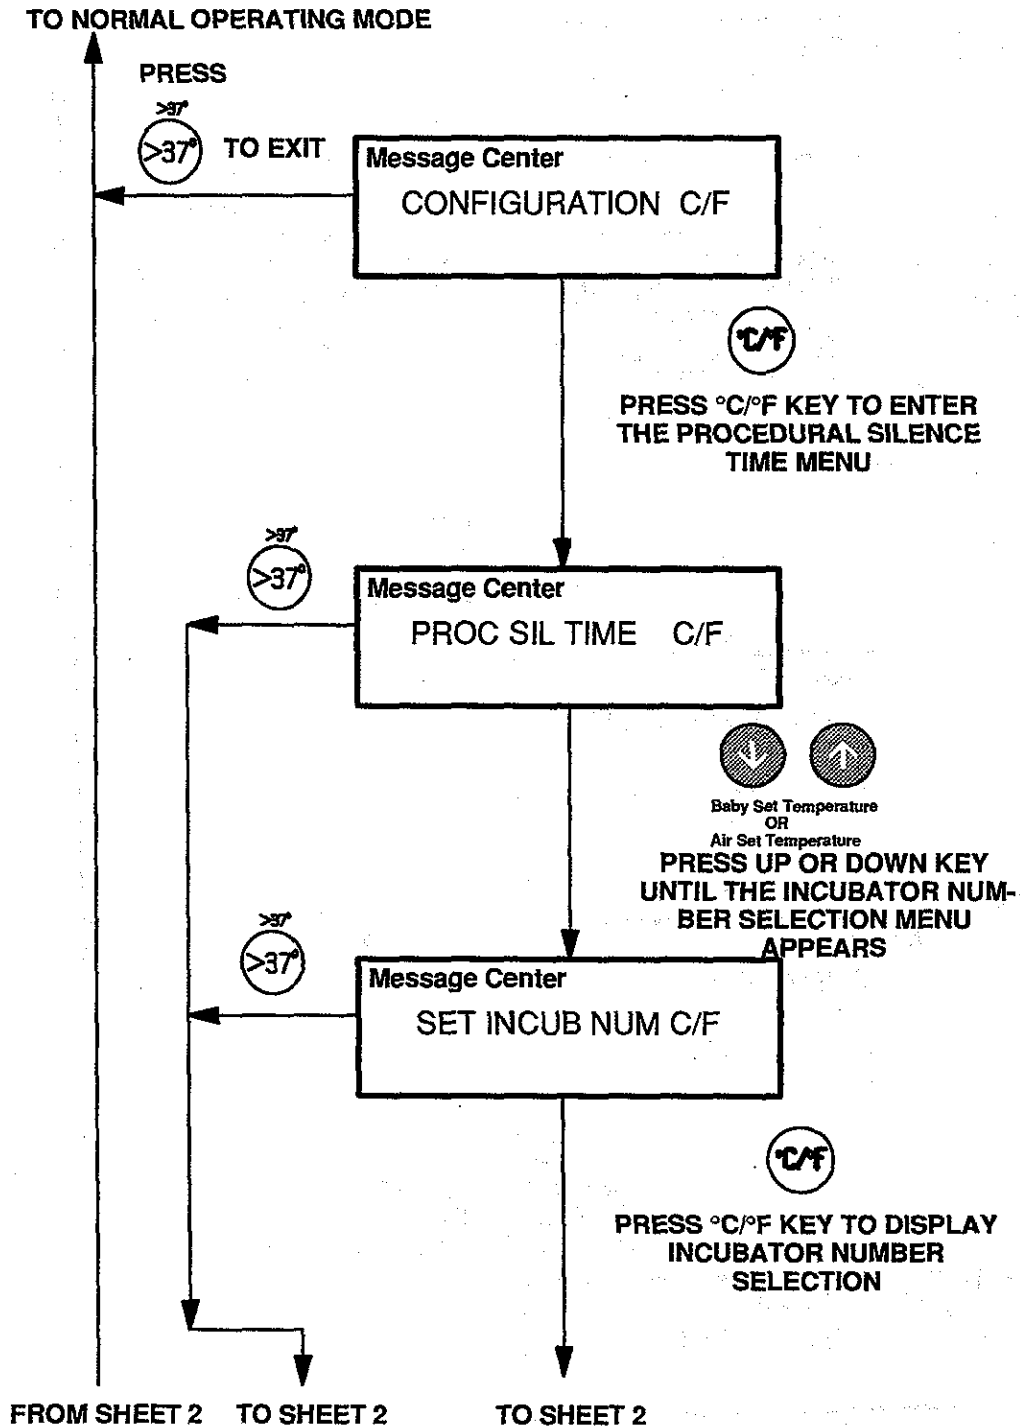 TO NORMAL OPERATING MODE
PRESS
>37°
>37°
TO EXIT
Message Center
CONFIGURATION C/F
°C/°F
PRESS °C/°F KEY TO ENTER
THE PROCEDURAL SILENCE
TIME MENU
>37°
>37°
Message Center
PROC SIL TIME C/F
Baby Set Temperature
OR
Air Set Temperature
PRESS UP OR DOWN KEY
UNTIL THE INCUBATOR NUM-
BER SELECTION MENU
APPEARS
>37°
>37°
Message Center
SET INCUB NUM C/F
°C/°F
PRESS °C/°F KEY TO DISPLAY
INCUBATOR NUMBER
SELECTION
FROM SHEET 2
TO SHEET 2
TO SHEET 2